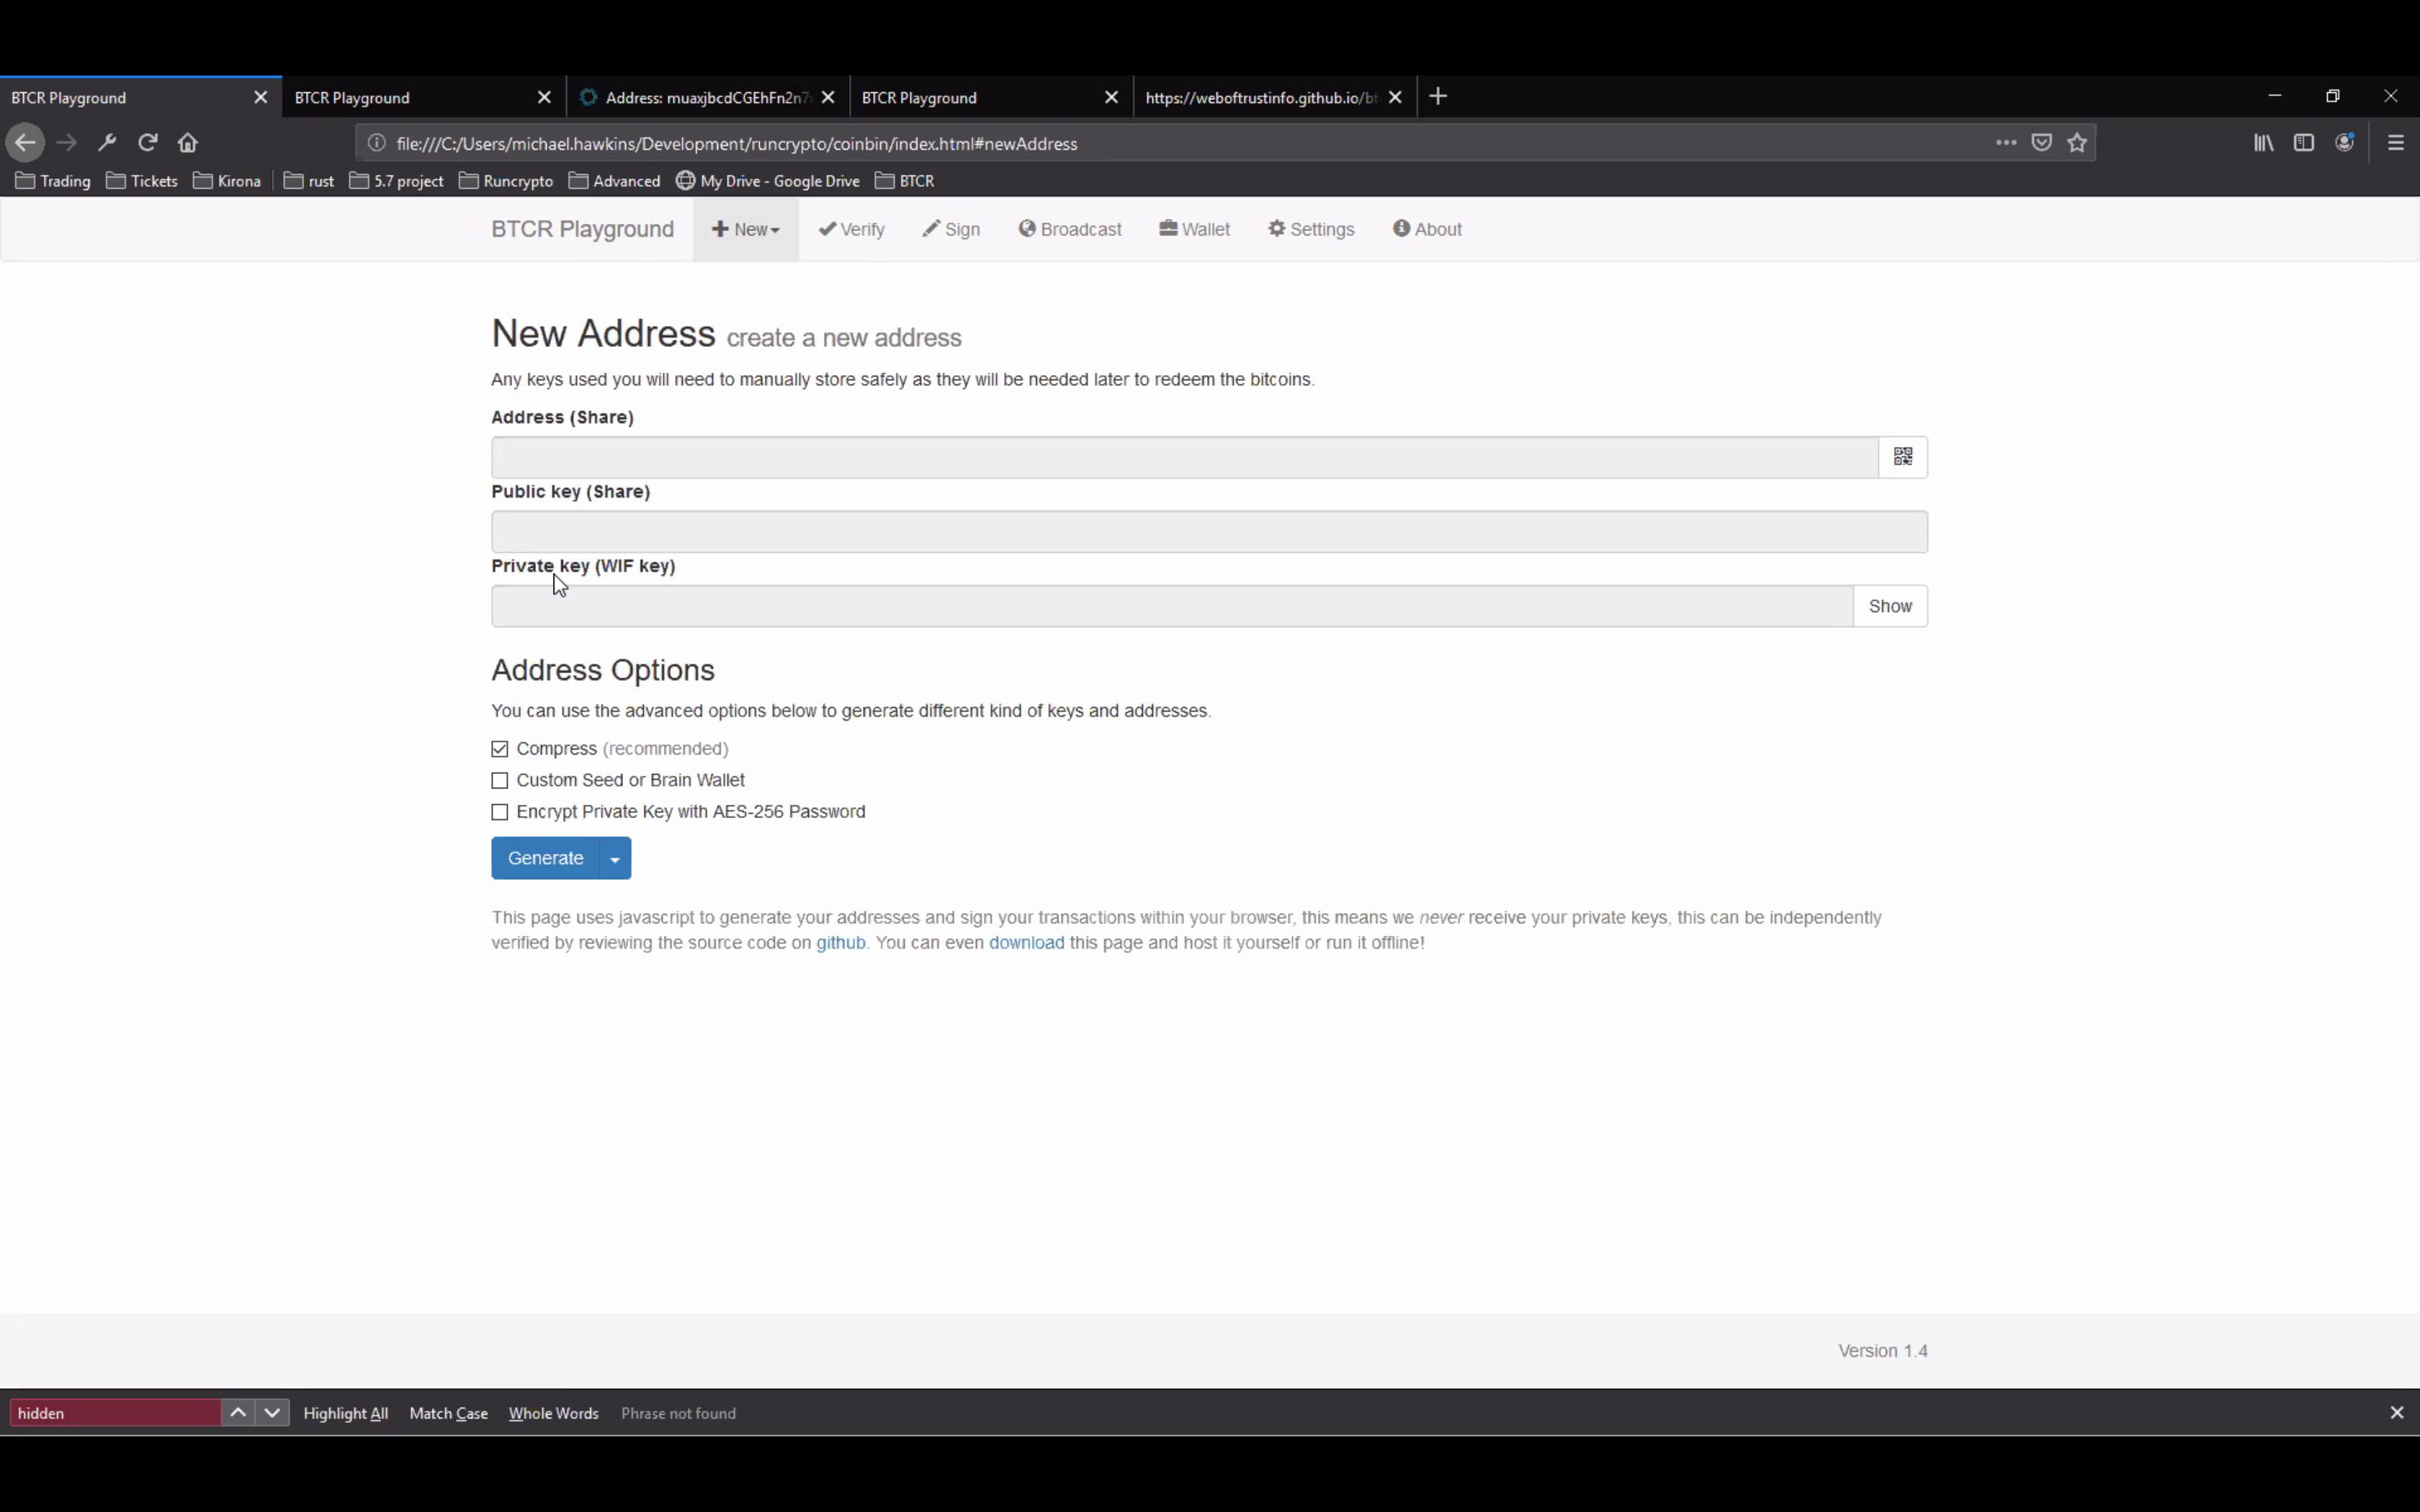 BTCR Playground
BTCR Playground
Address: muaxjbcdCGEhFn2n7
BTCR Playground
https://weboftrustinfo.github.io/bt
file:///C:/Users/michael.hawkins/Development/runcrypto/coinbin/index.html#newAddress
Trading Tickets Kirona rust 5.7 project Runcrypto Advanced My Drive - Google Drive BTCR
BTCR Playground New Verify Sign Broadcast Wallet Settings About
New Address create a new address
Any keys used you will need to manually store safely as they will be needed later to redeem the bitcoins.
Address (Share)
Public key (Share)
Private key (WIF key)
Show
Address Options
You can use the advanced options below to generate different kind of keys and addresses.
Compress (recommended)
Custom Seed or Brain Wallet
Encrypt Private Key with AES-256 Password
Generate
This page uses javascript to generate your addresses and sign your transactions within your browser, this means we never receive your private keys, this can be independently
verified by reviewing the source code on github. You can even download this page and host it yourself or run it offline!
Version 1.4
hidden Highlight All Match Case Whole Words Phrase not found